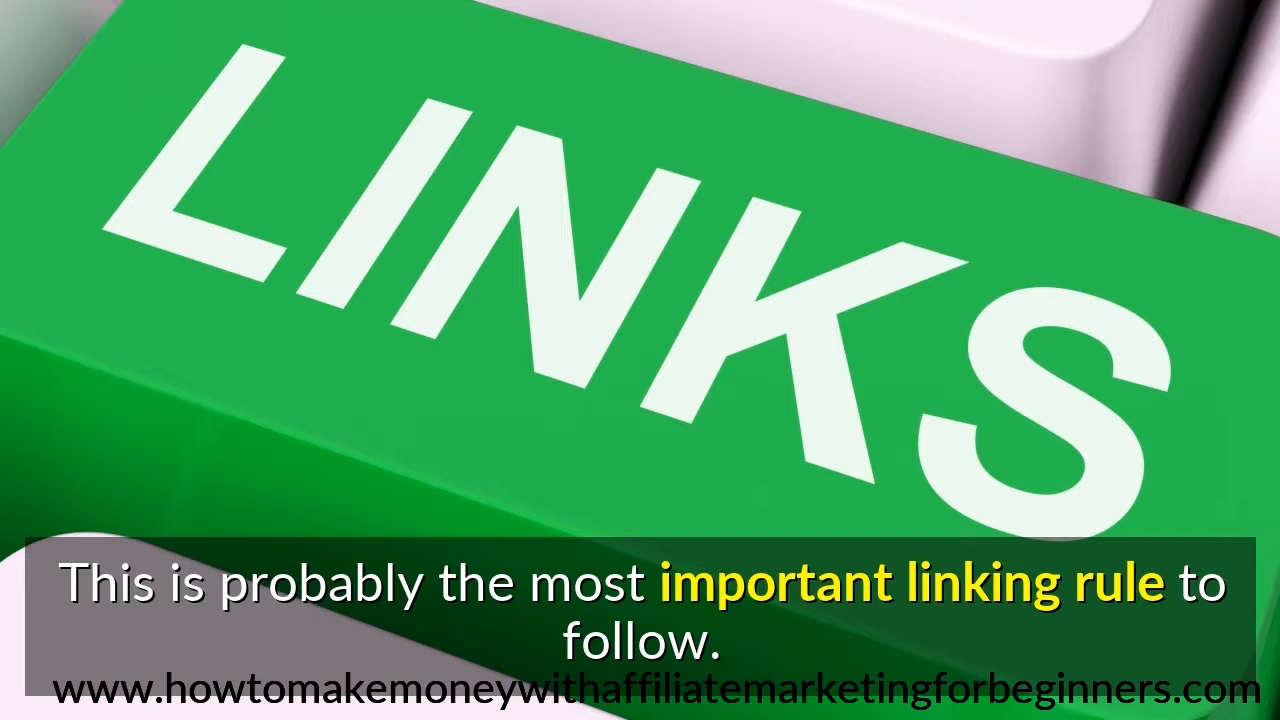 LINKS
This is probably the most important linking rule to
follow.
www.howtomakemoneywithaffiliatemarketingforbeginners.com